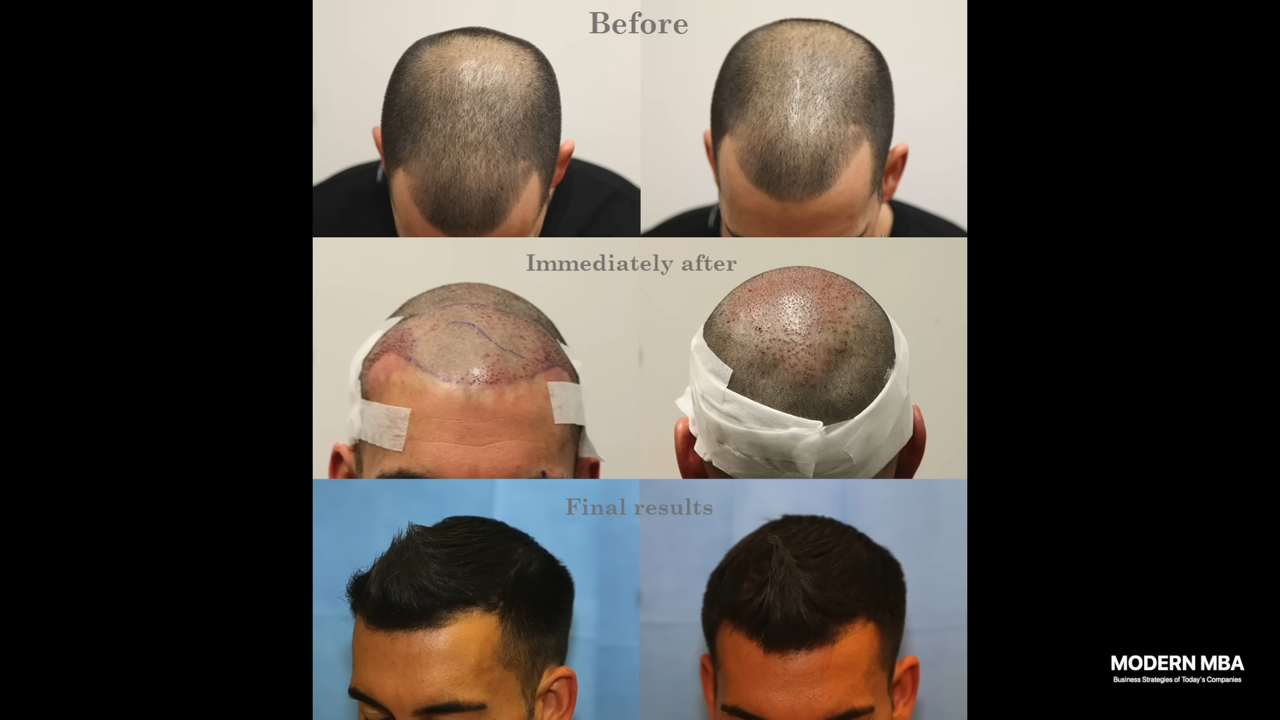 Before
Immediately after
Final results
MODERN MBA
Business Strategies of Today's Companies